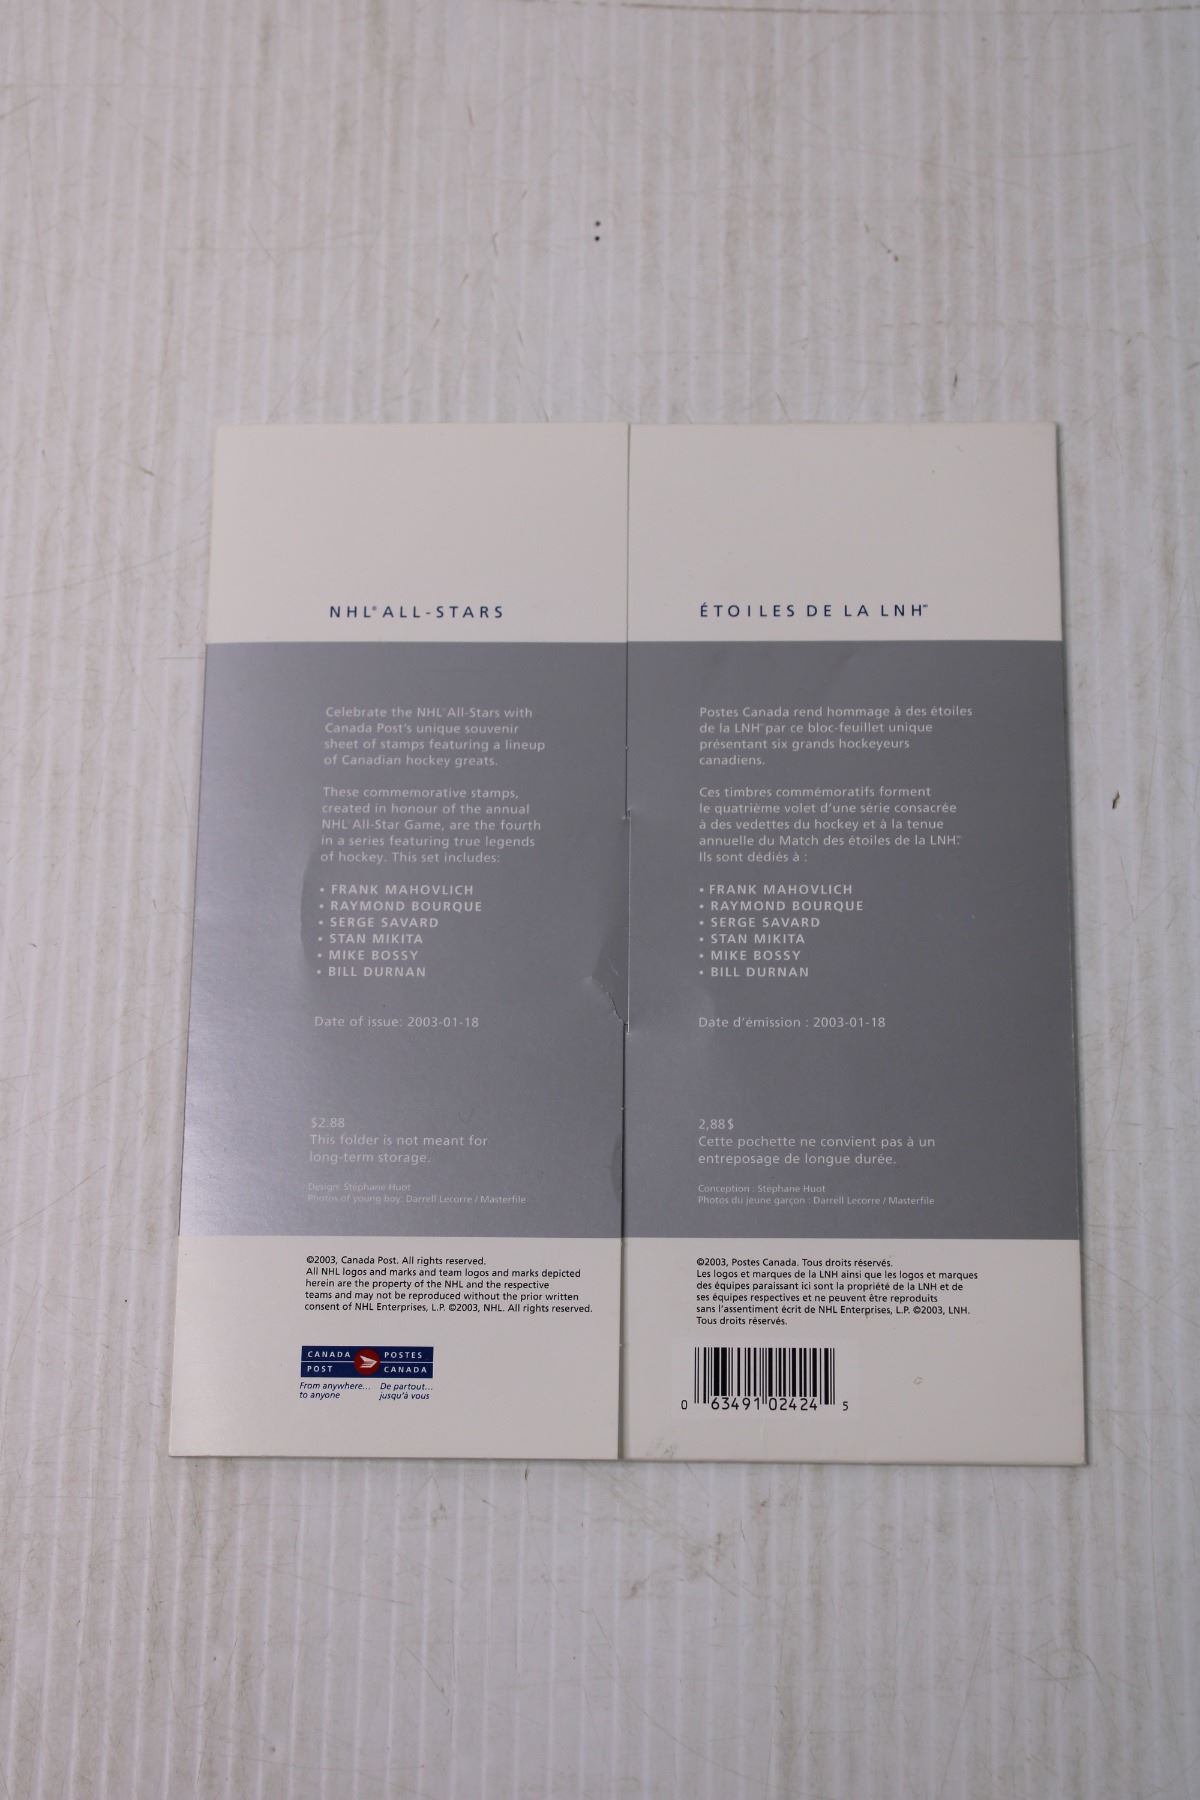 NHL® ALL-STARS
Celebrate the NHL® All-Stars with
Canada Post's unique souvenir
sheet of stamps featuring a lineup
of Canadian hockey greats.
These commemorative stamps,
created in honour of the annual
NHL® All-Star Game, are the fourth
in a series featuring true legends
of hockey. This set includes:
• FRANK MAHOVLICH
• RAYMOND BOURQUE
• SERGE SAVARD
• STAN MIKITA
• MIKE BOSSY
• BILL DURNAN
Date of issue: 2003-01-18
$2.88
This folder is not meant for
long-term storage.
Design: Stéphane Huot
Photos of young boy: Darrell Lecorre / Masterfile
©2003, Canada Post. All rights reserved.
All NHL logos and marks and team logos and marks depicted
herein are the property of the NHL and the respective
teams and may not be reproduced without the prior written
consent of NHL Enterprises, L.P. ©2003, NHL. All rights reserved.
CANADA POSTES
POST CANADA
From anywhere... De partout...
to anyone jusqu'à vous
ÉTOILES DE LA LNH™
Postes Canada rend hommage à des étoiles
de la LNH™ par ce bloc-feuillet unique
présentant six grands hockeyeurs
canadiens.
Ces timbres commémoratifs forment
le quatrième volet d'une série consacrée
à des vedettes du hockey et à la tenue
annuelle du Match des étoiles de la LNH™.
Ils sont dédiés à :
• FRANK MAHOVLICH
• RAYMOND BOURQUE
• SERGE SAVARD
• STAN MIKITA
• MIKE BOSSY
• BILL DURNAN
Date d'émission : 2003-01-18
2,88 $
Cette pochette ne convient pas à un
entreposage de longue durée.
Conception : Stéphane Huot
Photos du jeune garçon : Darrell Lecorre / Masterfile
©2003, Postes Canada. Tous droits réservés.
Les logos et marques de la LNH ainsi que les logos et marques
des équipes paraissant ici sont la propriété de la LNH et de
ses équipes respectives et ne peuvent être reproduits
sans l'assentiment écrit de NHL Enterprises, L.P. ©2003, LNH.
Tous droits réservés.
0 63491 02424 5